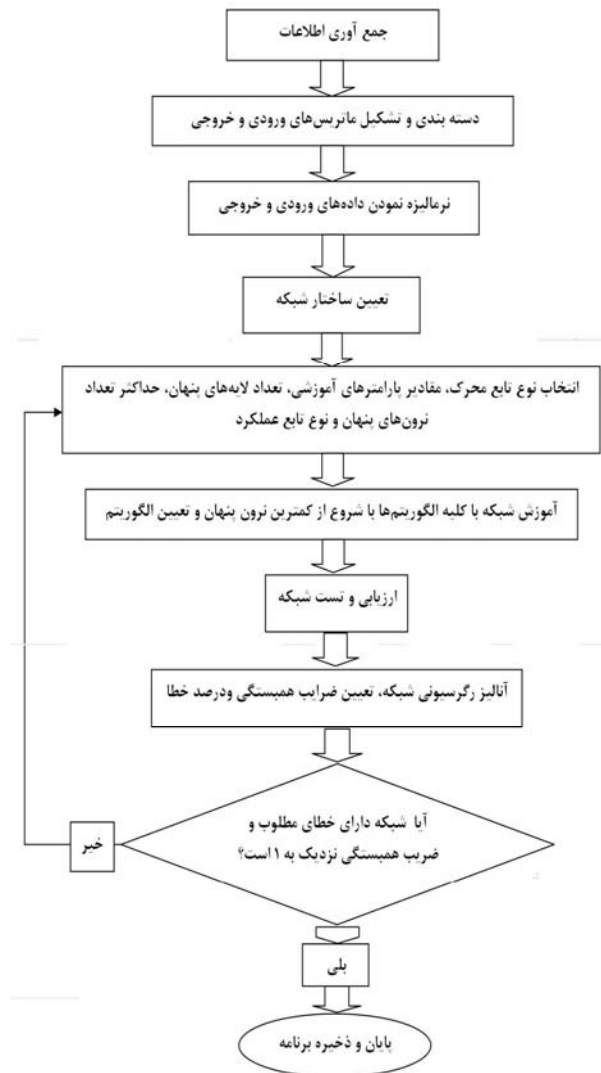 جمع آوری اطلاعات
دسته بندی و تشکیل ماتریس‌های ورودی و خروجی
نرمالیزه نمودن داده‌های ورودی و خروجی
تعیین ساختار شبکه
انتخاب نوع تابع محرک، مقادیر پارامترهای آموزشی، تعداد لایه‌های پنهان، حداکثر تعداد
نرون‌های پنهان و نوع تابع عملکرد
آموزش شبکه با کلیه الگوریتم‌ها با شروع از کمترین نرون پنهان و تعیین الگوریتم
ارزیابی و تست شبکه
آنالیز رگرسیونی شبکه، تعیین ضرایب همبستگی ودرصد خطا
آیا شبکه دارای خطای مطلوب و
ضریب همبستگی نزدیک به ۱ است؟
خیر
بلی
پایان و ذخیره برنامه